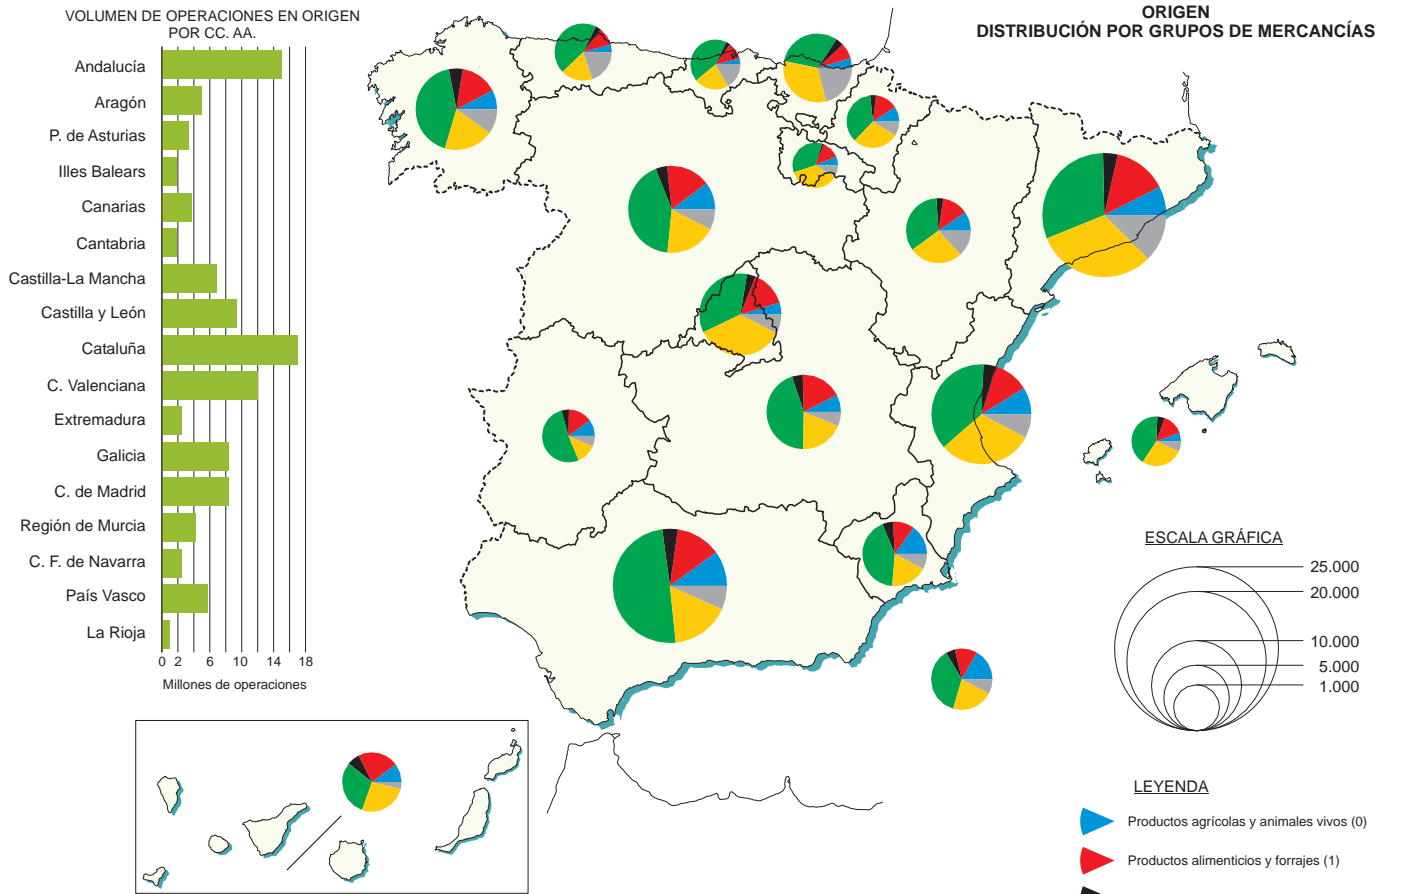 VOLUMEN DE OPERACIONES EN ORIGEN
POR CC. AA.
Andalucía
Aragón
P. de Asturias
Illes Balears
Canarias
Cantabria
Castilla-La Mancha
Castilla y León
Cataluña
C. Valenciana
Extremadura
Galicia
C. de Madrid
Región de Murcia
C. F. de Navarra
País Vasco
La Rioja
0 2 6 10 14 18
Millones de operaciones
ORIGEN
DISTRIBUCIÓN POR GRUPOS DE MERCANCÍAS
ESCALA GRÁFICA
25.000
20.000
10.000
5.000
1.000
LEYENDA
Productos agrícolas y animales vivos (0)
Productos alimenticios y forrajes (1)